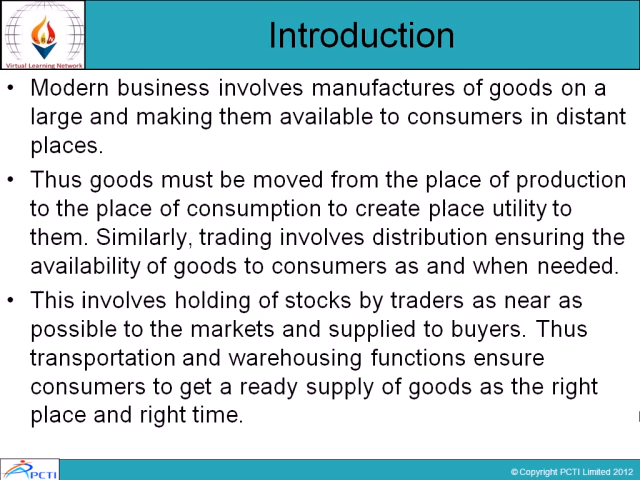 Introduction
Virtual Learning Network
• Modern business involves manufactures of goods on a
large and making them available to consumers in distant
places.
• Thus goods must be moved from the place of production
to the place of consumption to create place utility to
them. Similarly, trading involves distribution ensuring the
availability of goods to consumers as and when needed.
• This involves holding of stocks by traders as near as
possible to the markets and supplied to buyers. Thus
transportation and warehousing functions ensure
consumers to get a ready supply of goods as the right
place and right time.
PCTI
© Copyright PCTI Limited 2012